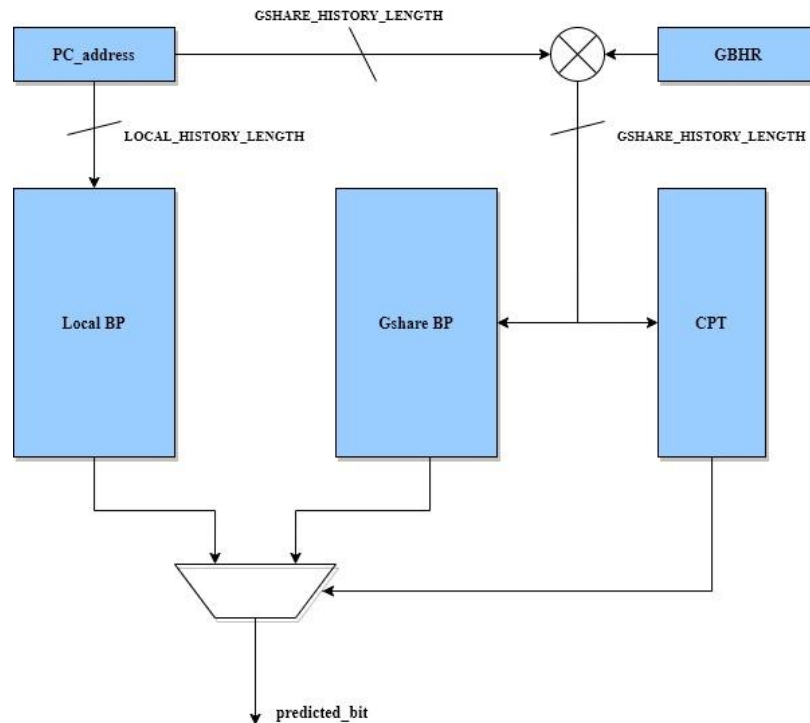 GSHARE_HISTORY_LENGTH
PC_address
GBHR
LOCAL_HISTORY_LENGTH
GSHARE_HISTORY_LENGTH
Local BP
Gshare BP
CPT
predicted_bit